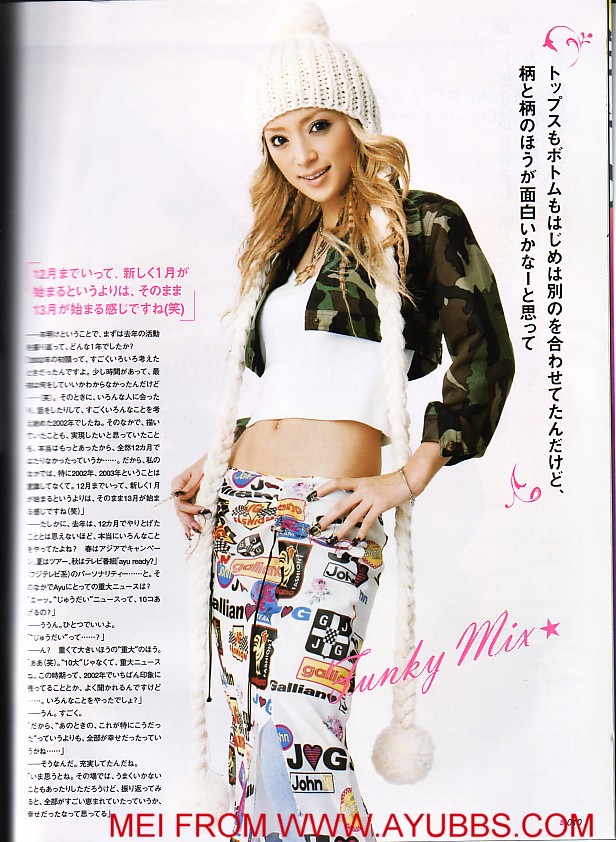 トップスもボトムもはじめは別のを合わせてたんだけど、
柄と柄のほうが面白いかなーと思って
12月までいって、新しく1月が
始まるというよりは、そのまま
13月が始まる感じですね(笑)
年明けということで、まずは去年の活動
り返って、どんな1年でしたか?
2002年の初頭って、すごくいろいろ考えた
ときだったんですよ。少し時間があって、最
は何をしていいかわからなかったんだけど
(笑)。そのときに、いろんな人に会った
、話をしたりして、すごくいろんなことを考
始めた2002年でしたね。そのなかで、描い
ていたことも、実現したいと思っていたこと
も、本当はもっとあったから、全然12カ月で
はたりなかったっていうか……。だから、私の
では、特に2002年、2003年ということは
識してなくて。12月までいって、新しく1
が始まるというよりは、そのまま13月が始ま
る感じですね(笑)」
——たしかに、去年は、12カ月でやりとげた
ことは思えないほど、本当にいろんなこと
をやってたよね? 春はアジアでキャンペー
ン、夏はツアー、秋はテレビ番組「ayu ready?」
(フジテレビ系)のパーソナリティー……と。そ
のなかでAyuにとっての重大ニュースは?
「エーッ。“じゅうだい”ニュースって、10コあ
げるの?」
——ううん。ひとつでいいよ。
「“じゅうだい”って……?」
——ん? 重くて大きいほうの“重大”のほう。
「ああ(笑)。“10大”じゃなくて、重大ニュース
ね。この時期って、2002年でいちばん印象に
残ってることとか、よく聞かれるんですけど
……。いろんなことをやったでしょ?」
——うん。すごく。
「だから、“あのときの、これが特にこうだっ
た”っていうよりも、全部が幸せだったってい
うかね……」
——そうなんだ。充実してたんだね。
「いま思うとね。その場では、うまくいかない
こともあったりしただろうけど、振り返ってみ
ると、全部がすごい恵まれていたっていうか、
幸せだったなって思ってる」
Funky Mix★
galliano
JG
John
Galliano
J♥G
MEI FROM WWW.AYUBBS.COM